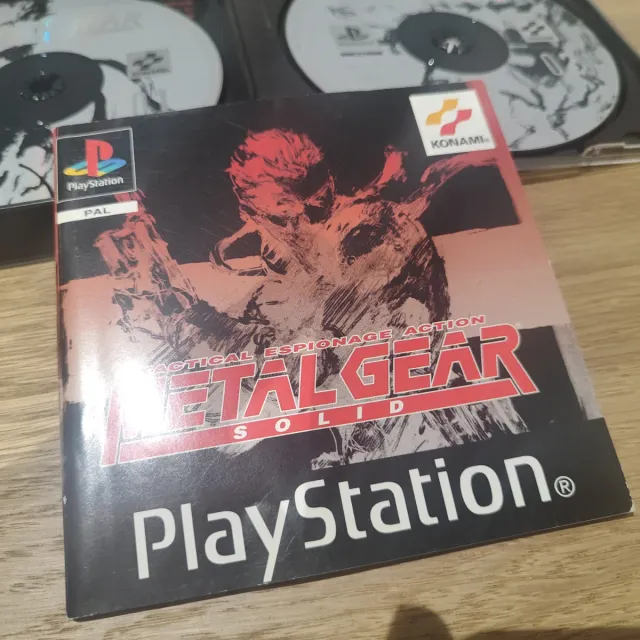 PlayStation
PAL
KONAMI
TACTICAL ESPIONAGE ACTION
METAL GEAR
SOLID
PlayStation®